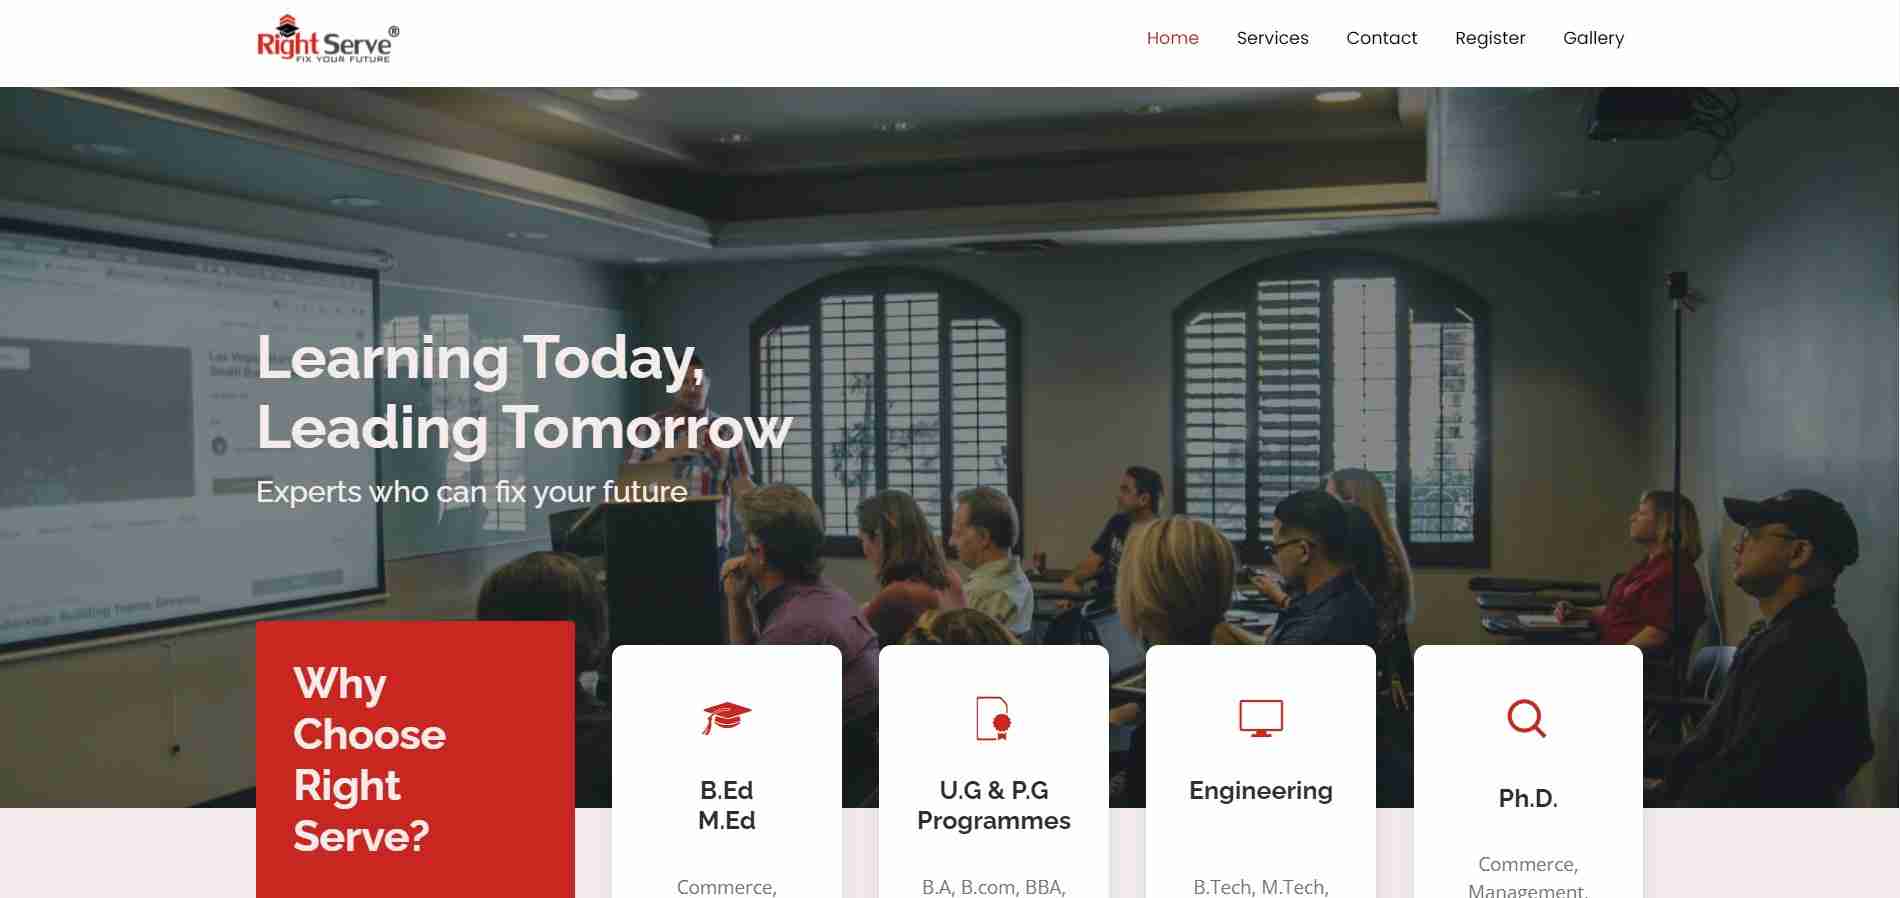 Right Serve®
FIX YOUR FUTURE
Home Services Contact Register Gallery
Learning Today,
Leading Tomorrow
Experts who can fix your future
Why
Choose
Right
Serve?
B.Ed
M.Ed
Commerce,
U.G & P.G
Programmes
B.A, B.com, BBA,
Engineering
B.Tech, M.Tech,
Ph.D.
Commerce,
Management,